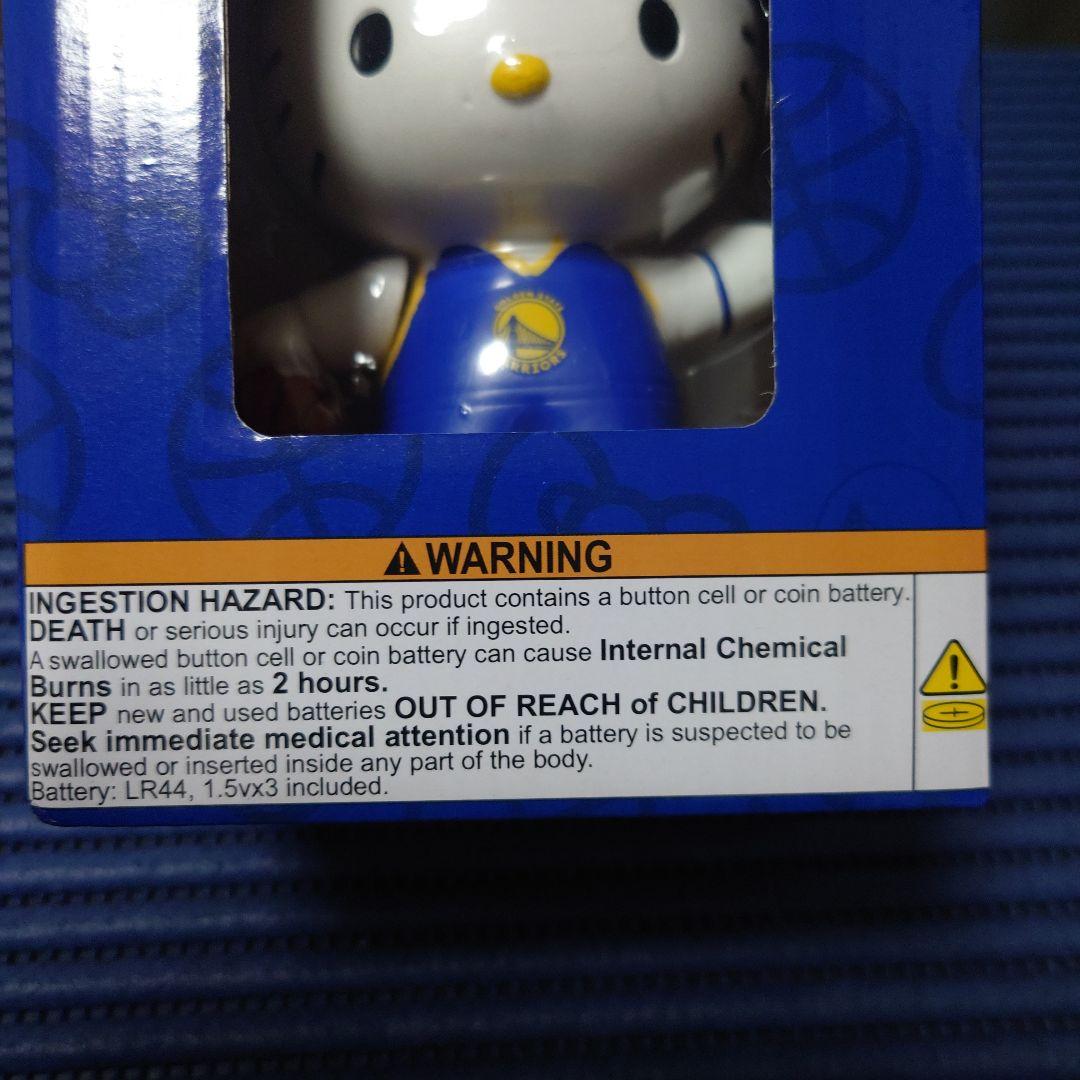 GOLDEN STATE
WARRIORS
WARNING
INGESTION HAZARD: This product contains a button cell or coin battery.
DEATH or serious injury can occur if ingested.
A swallowed button cell or coin battery can cause Internal Chemical
Burns in as little as 2 hours.
KEEP new and used batteries OUT OF REACH of CHILDREN.
Seek immediate medical attention if a battery is suspected to be
swallowed or inserted inside any part of the body.
Battery: LR44, 1.5vx3 included.